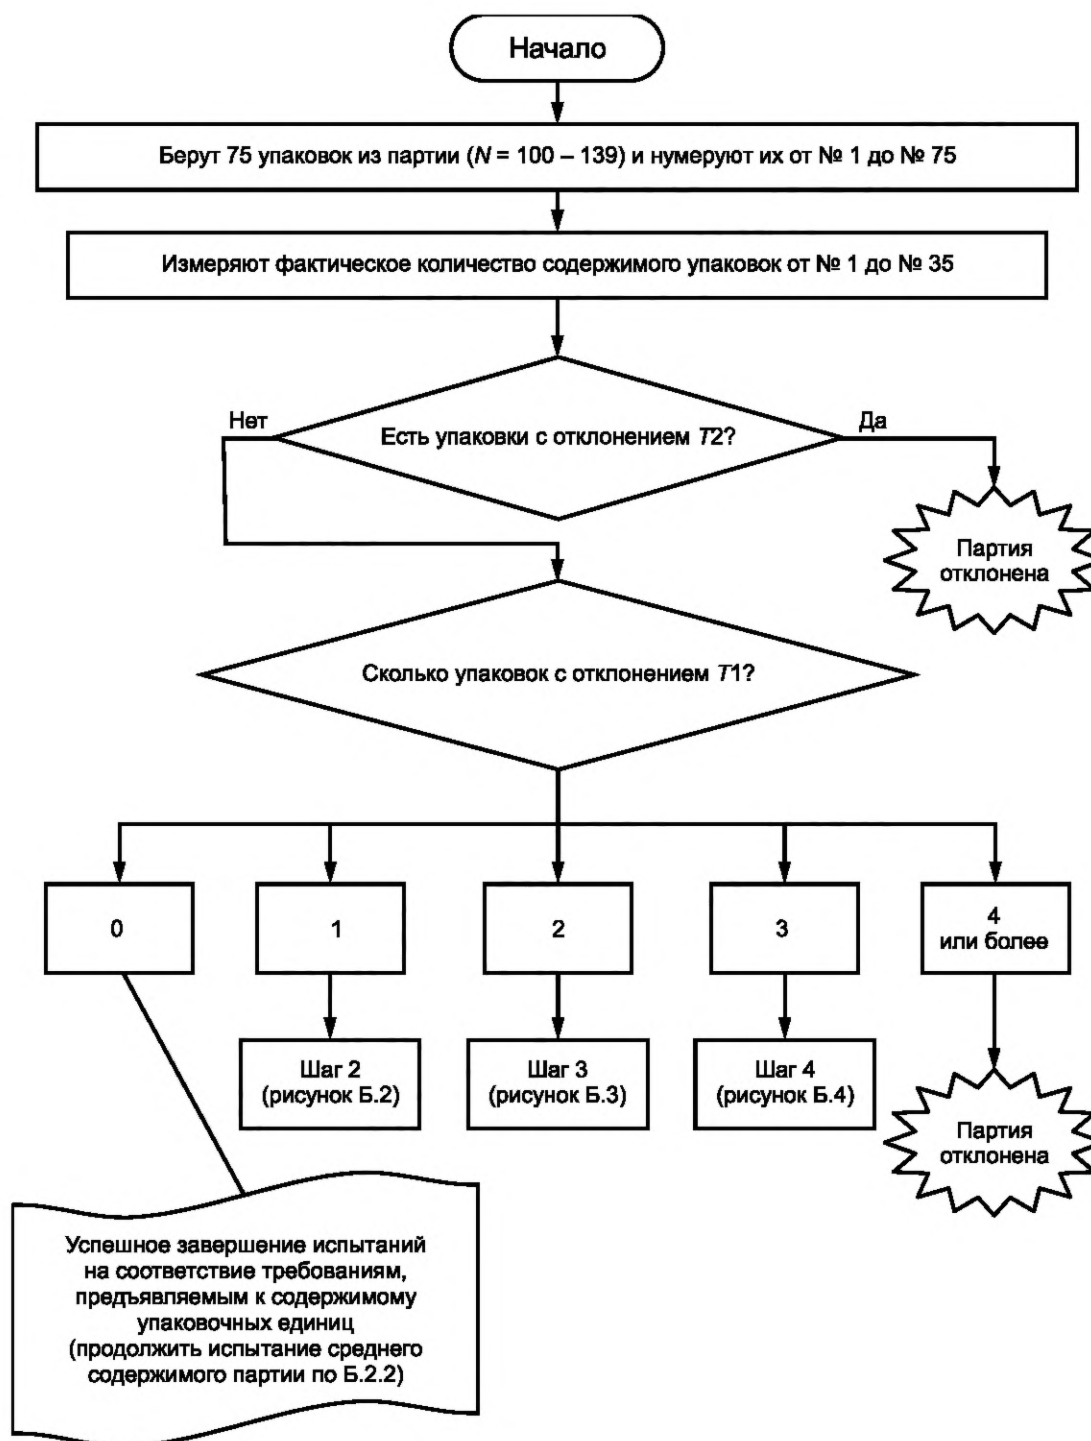 Начало
Берут 75 упаковок из партии (N = 100 – 139) и нумеруют их от № 1 до № 75
Измеряют фактическое количество содержимого упаковок от № 1 до № 35
Нет
Есть упаковки с отклонением T2?
Да
Партия
отклонена
Сколько упаковок с отклонением T1?
0
1
2
3
4
или более
Шаг 2
(рисунок Б.2)
Шаг 3
(рисунок Б.3)
Шаг 4
(рисунок Б.4)
Партия
отклонена
Успешное завершение испытаний
на соответствие требованиям,
предъявляемым к содержимому
упаковочных единиц
(продолжить испытание среднего
содержимого партии по Б.2.2)